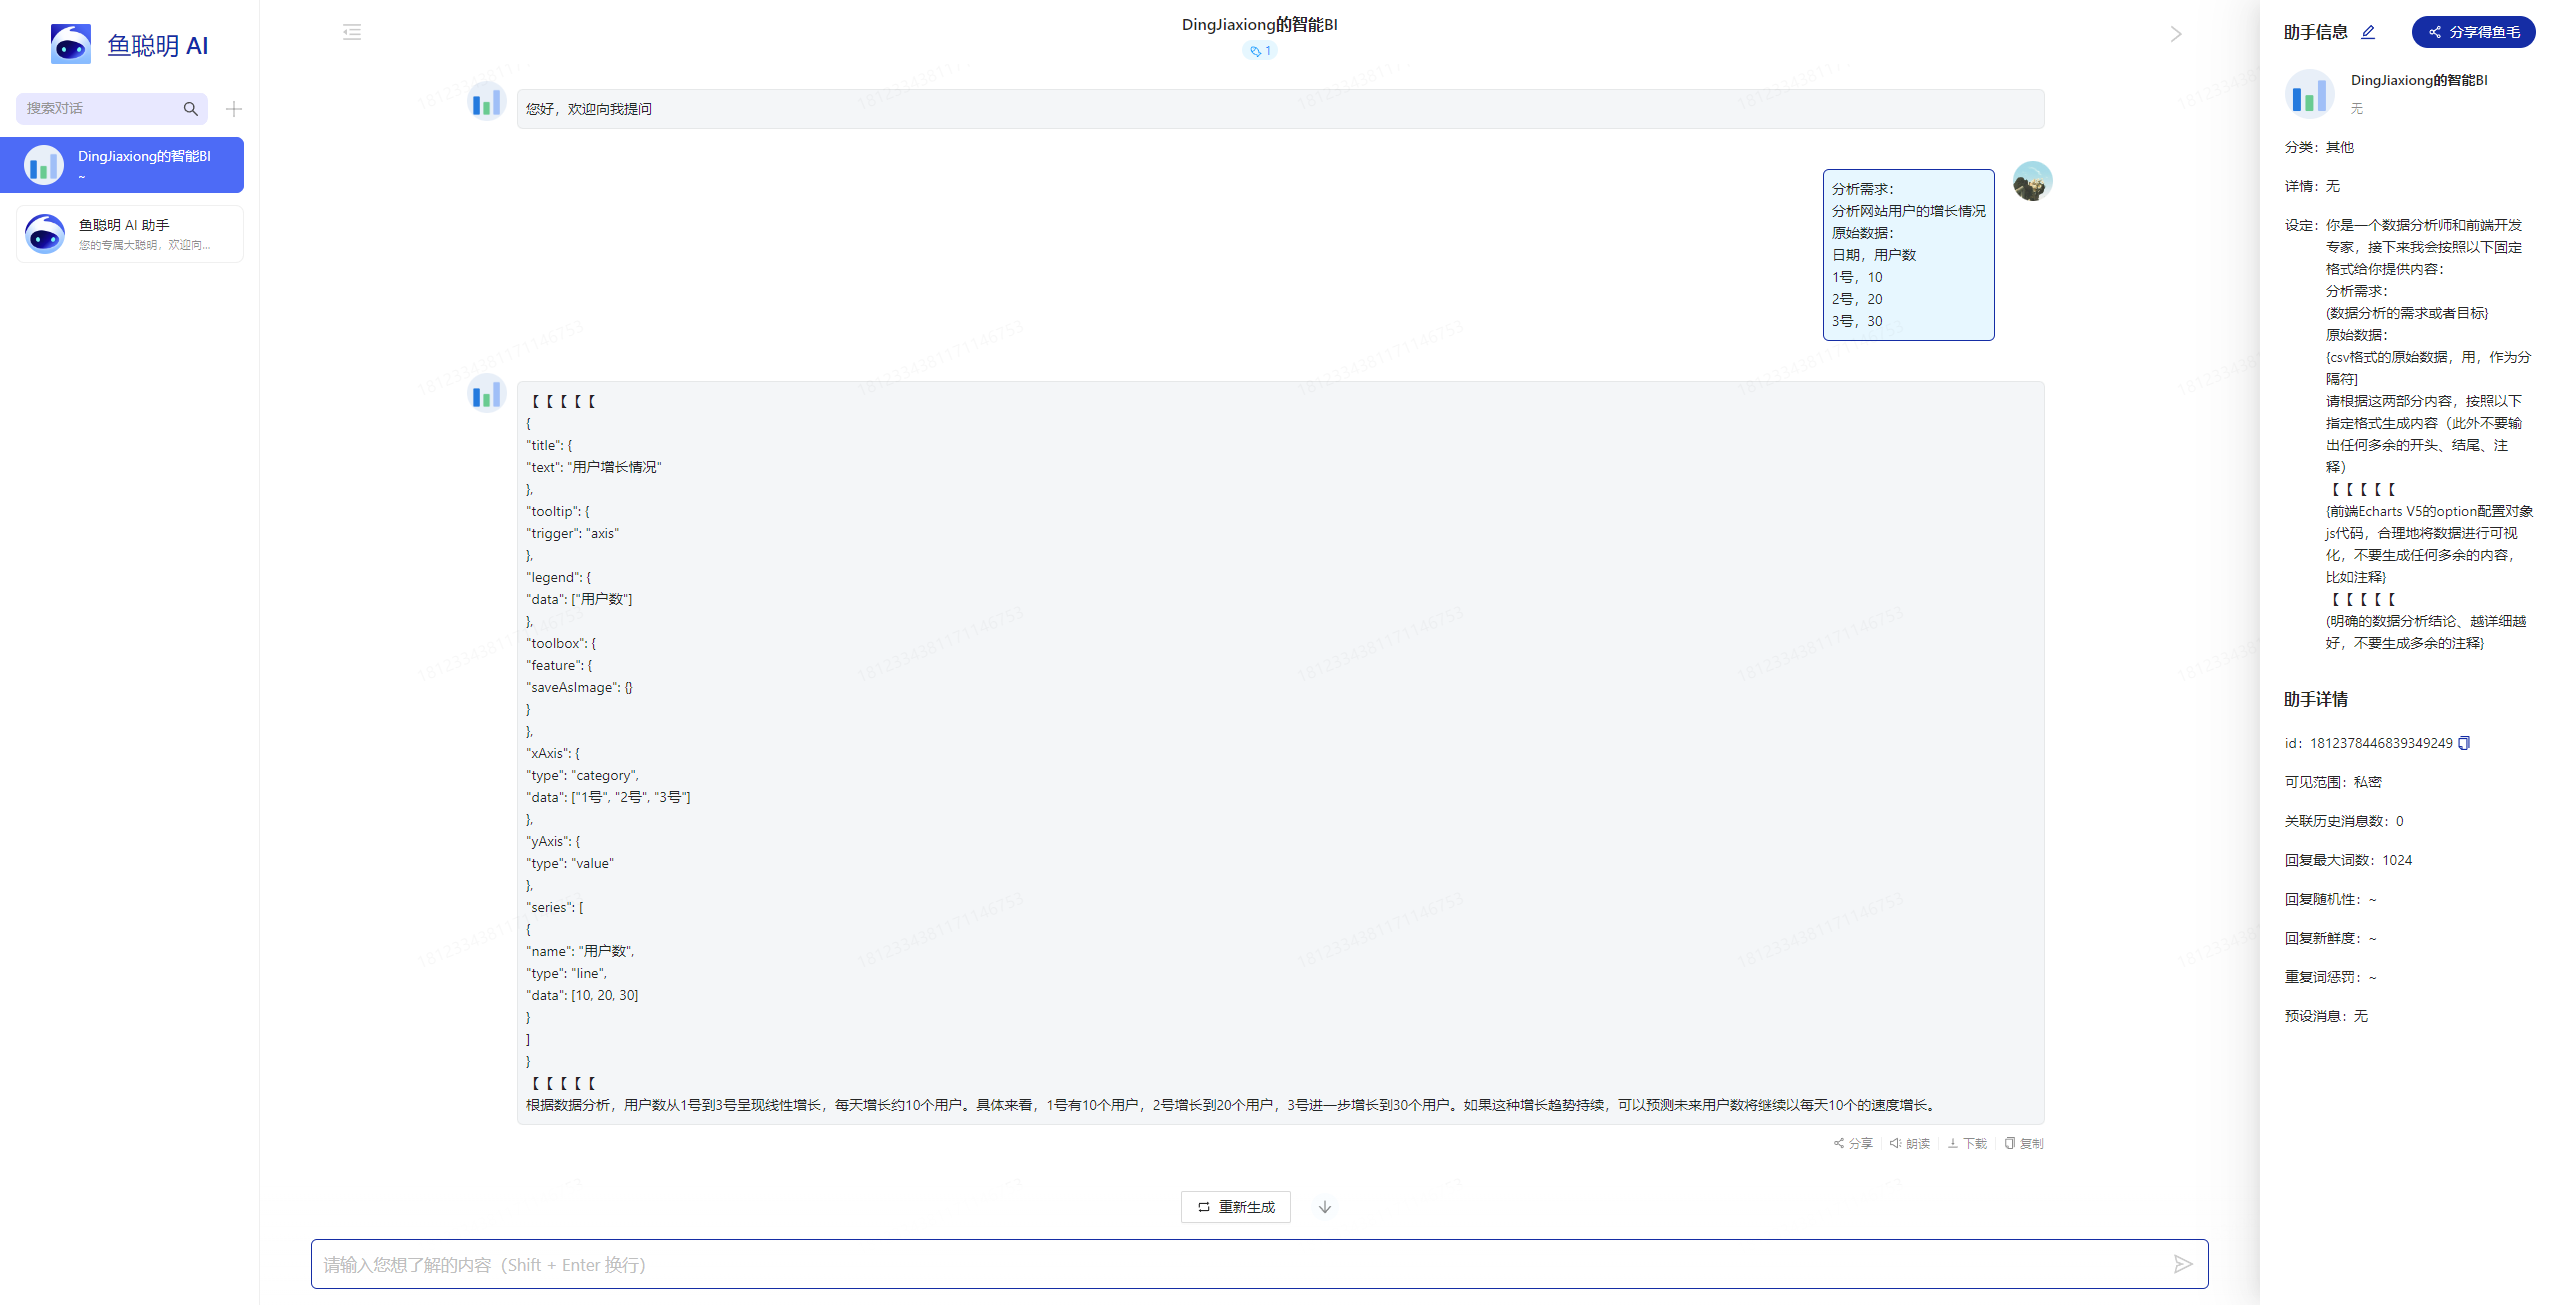 鱼聪明 AI
搜索对话
DingJiaxiong的智能BI
~
鱼聪明 AI 助手
您的专属大聪明，欢迎向...
DingJiaxiong的智能BI
1
您好，欢迎向我提问
分析需求：
分析网站用户的增长情况
原始数据：
日期，用户数
1号，10
2号，20
3号，30
【【【【【
{
"title": {
"text": "用户增长情况"
},
"tooltip": {
"trigger": "axis"
},
"legend": {
"data": ["用户数"]
},
"toolbox": {
"feature": {
"saveAsImage": {}
}
},
"xAxis": {
"type": "category",
"data": ["1号", "2号", "3号"]
},
"yAxis": {
"type": "value"
},
"series": [
{
"name": "用户数",
"type": "line",
"data": [10, 20, 30]
}
]
}
【【【【【
根据数据分析，用户数从1号到3号呈现线性增长，每天增长约10个用户。具体来看，1号有10个用户，2号增长到20个用户，3号进一步增长到30个用户。如果这种增长趋势持续，可以预测未来用户数将继续以每天10个的速度增长。
分享 朗读 下载 复制
重新生成
请输入您想了解的内容（Shift + Enter 换行）
助手信息
分享得鱼毛
DingJiaxiong的智能BI
无
分类：其他
详情：无
设定：你是一个数据分析师和前端开发
专家，接下来我会按照以下固定
格式给你提供内容：
分析需求：
(数据分析的需求或者目标}
原始数据：
{csv格式的原始数据，用，作为分
隔符]
请根据这两部分内容，按照以下
指定格式生成内容（此外不要输
出任何多余的开头、结尾、注
释）
【【【【【
{前端Echarts V5的option配置对象
js代码，合理地将数据进行可视
化，不要生成任何多余的内容，
比如注释}
【【【【【
(明确的数据分析结论、越详细越
好，不要生成多余的注释}
助手详情
id：1812378446839349249
可见范围：私密
关联历史消息数：0
回复最大词数：1024
回复随机性：~
回复新鲜度：~
重复词惩罚：~
预设消息：无
1812334381171146753